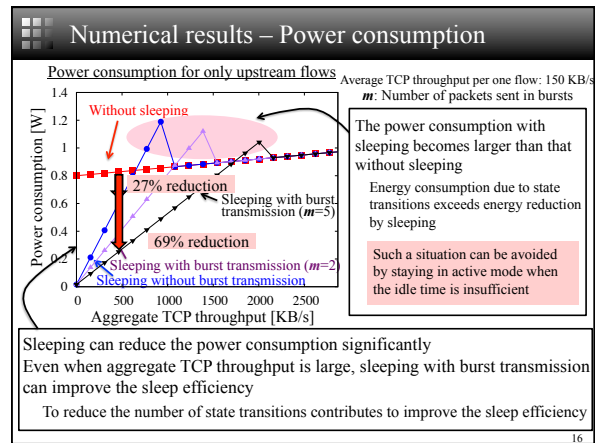 Numerical results – Power consumption
Power consumption for only upstream flows
Average TCP throughput per one flow: 150 KB/s
m: Number of packets sent in bursts
Power consumption [W]
1.4
1.2
1
0.8
0.6
0.4
0.2
0
Without sleeping
27% reduction
Sleeping with burst
transmission (m=5)
69% reduction
Sleeping with burst transmission (m=2)
Sleeping without burst transmission
0 500 1000 1500 2000 2500
Aggregate TCP throughput [KB/s]
The power consumption with
sleeping becomes larger than that
without sleeping
Energy consumption due to state
transitions exceeds energy reduction
by sleeping
Such a situation can be avoided
by staying in active mode when
the idle time is insufficient
Sleeping can reduce the power consumption significantly
Even when aggregate TCP throughput is large, sleeping with burst transmission
can improve the sleep efficiency
To reduce the number of state transitions contributes to improve the sleep efficiency
16